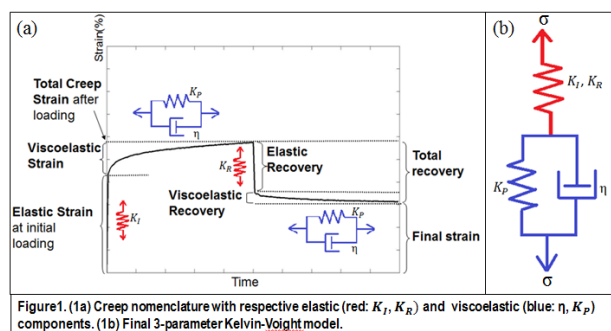 (a)
Strain(%)
Total Creep
Strain after
loading
Viscoelastic
Strain
Elastic Strain
at initial
loading
K_P
η
K_I
K_R
Elastic
Recovery
Viscoelastic
Recovery
K_P
η
Total
recovery
Final strain
Time
(b)
σ
K_I, K_R
K_P
η
σ
Figure1. (1a) Creep nomenclature with respective elastic (red: K_I, K_R) and viscoelastic (blue: η, K_P)
components. (1b) Final 3-parameter Kelvin-Voight model.